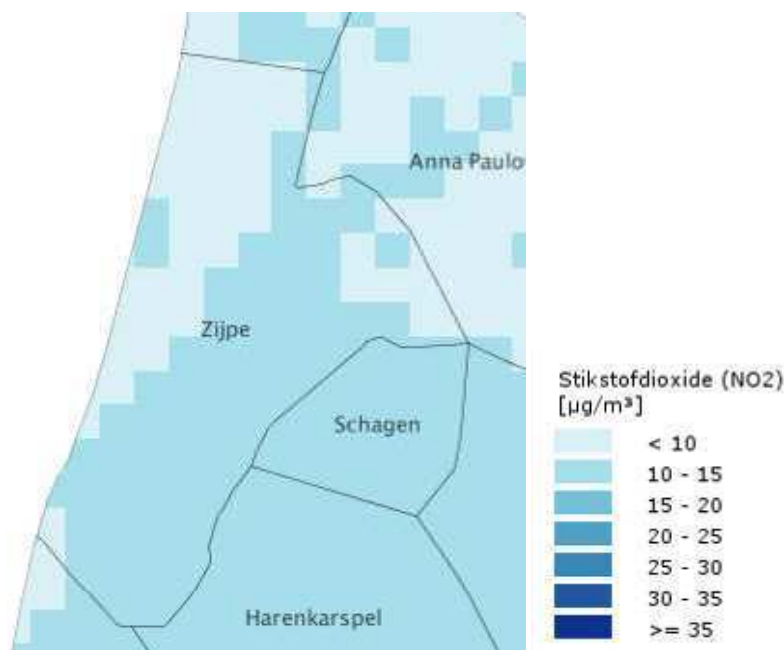 Anna Paulo
Zijpe
Schagen
Harenkarspel
Stikstofdioxide (NO2)
[µg/m³]
< 10
10 - 15
15 - 20
20 - 25
25 - 30
30 - 35
>= 35